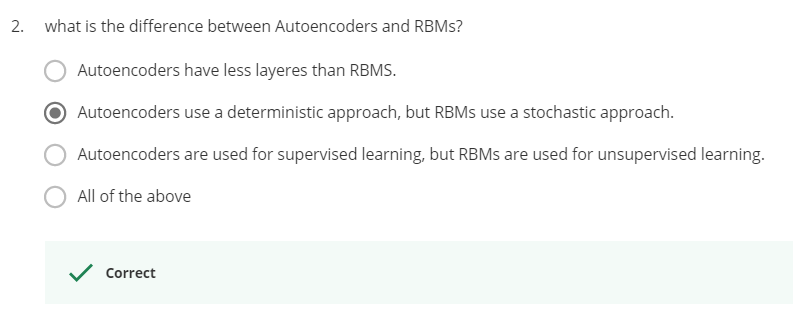 2. what is the difference between Autoencoders and RBMs?
Autoencoders have less layeres than RBMS.
Autoencoders use a deterministic approach, but RBMs use a stochastic approach.
Autoencoders are used for supervised learning, but RBMs are used for unsupervised learning.
All of the above
Correct